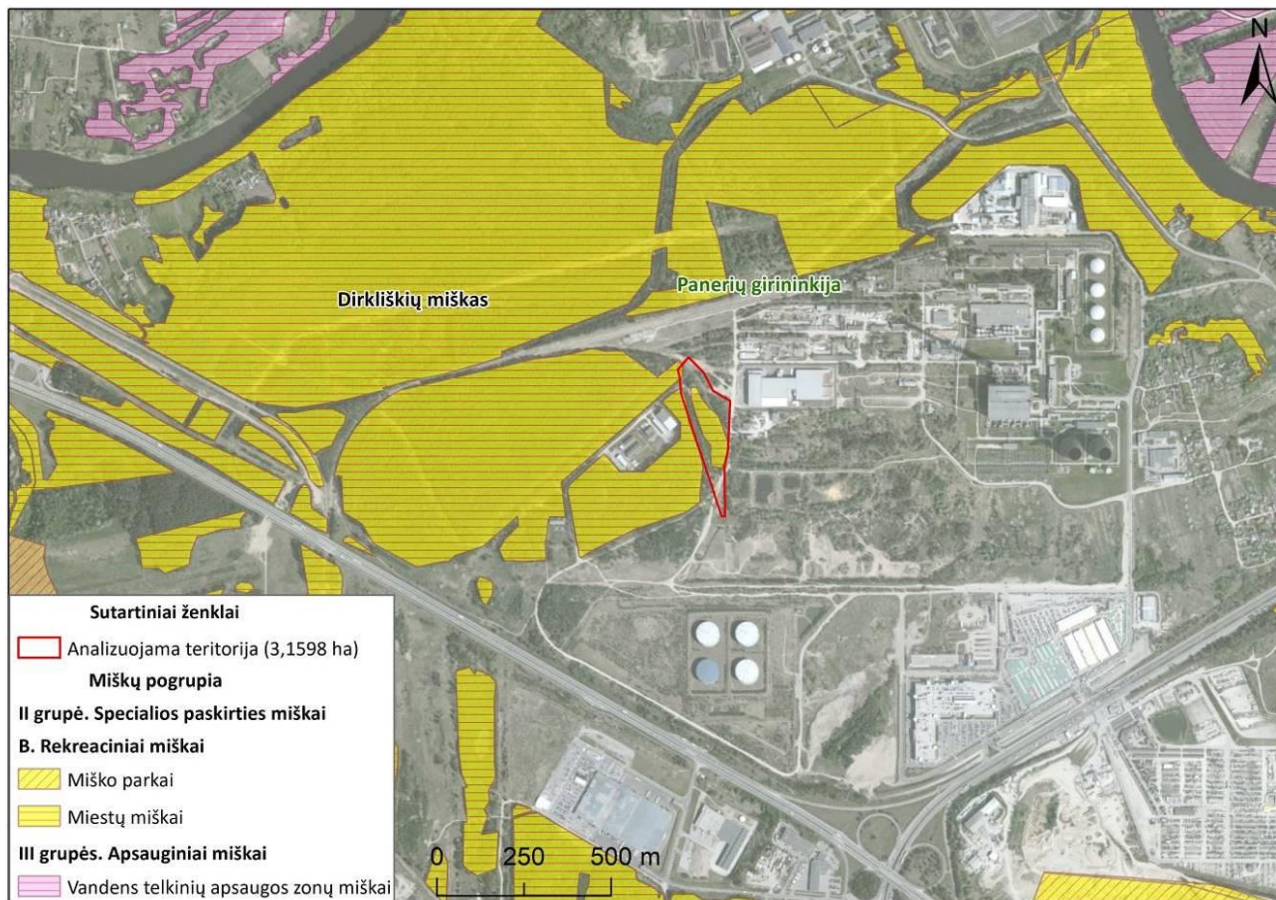 N
Dirkliškių miškas
Panerių girininkija
Sutartiniai ženklai
Analizuojama teritorija (3,1598 ha)
Miškų pogrupia
II grupė. Specialios paskirties miškai
B. Rekreaciniai miškai
Miško parkai
Miestų miškai
III grupės. Apsauginiai miškai
Vandens telkinių apsaugos zonų miškai
0 250 500 m